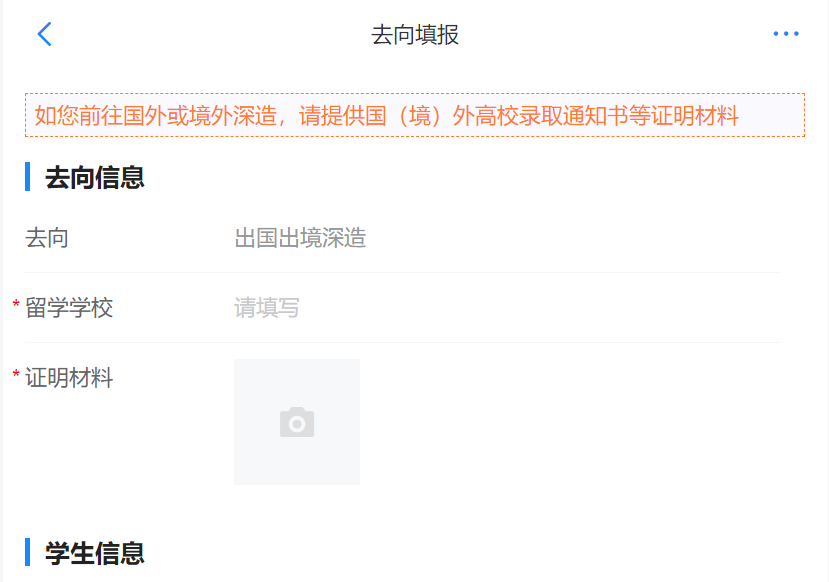 去向填报
如您前往国外或境外深造，请提供国（境）外高校录取通知书等证明材料
去向信息
去向 出国出境深造
* 留学学校 请填写
* 证明材料
学生信息